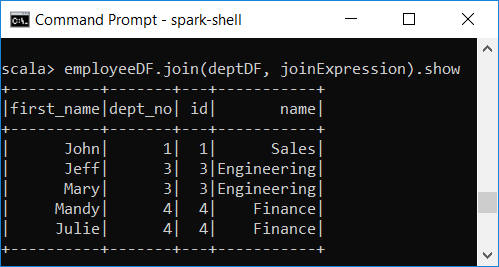 Command Prompt - spark-shell
scala> employeeDF.join(deptDF, joinExpression).show
+----------+-------+---+-----------+
|first_name|dept_no| id|       name|
+----------+-------+---+-----------+
|      John|      1|  1|      Sales|
|      Jeff|      3|  3|Engineering|
|      Mary|      3|  3|Engineering|
|     Mandy|      4|  4|    Finance|
|     Julie|      4|  4|    Finance|
+----------+-------+---+-----------+